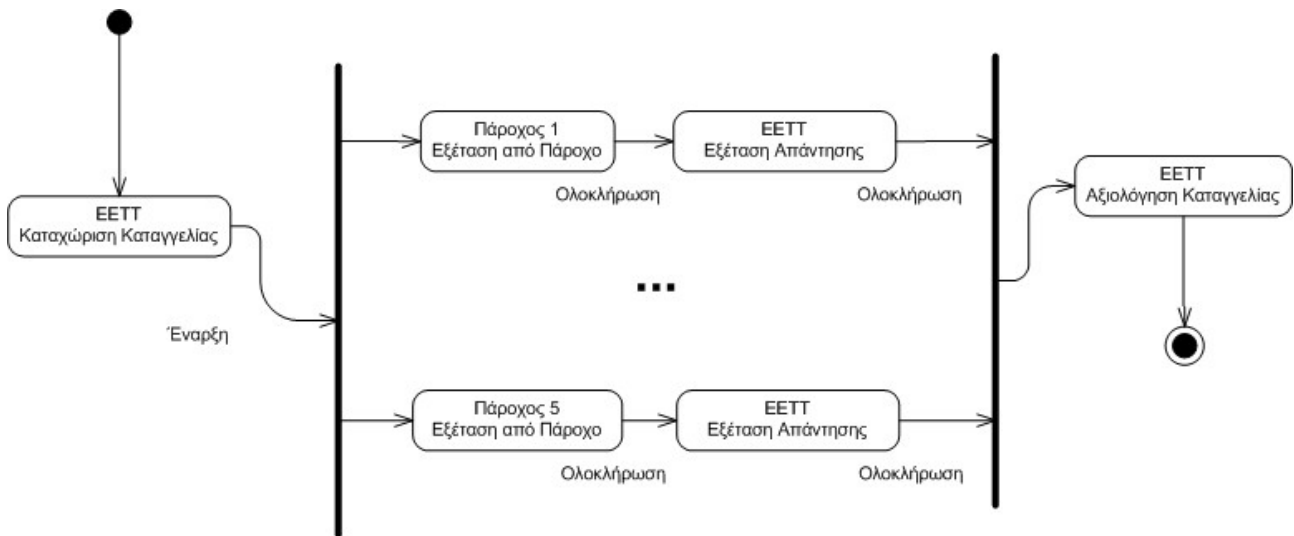 ΕΕΤΤ
Καταχώριση Καταγγελίας
Έναρξη
Πάροχος 1
Εξέταση από Πάροχο
Ολοκλήρωση
ΕΕΤΤ
Εξέταση Απάντησης
Ολοκλήρωση
...
Πάροχος 5
Εξέταση από Πάροχο
Ολοκλήρωση
ΕΕΤΤ
Εξέταση Απάντησης
Ολοκλήρωση
ΕΕΤΤ
Αξιολόγηση Καταγγελίας